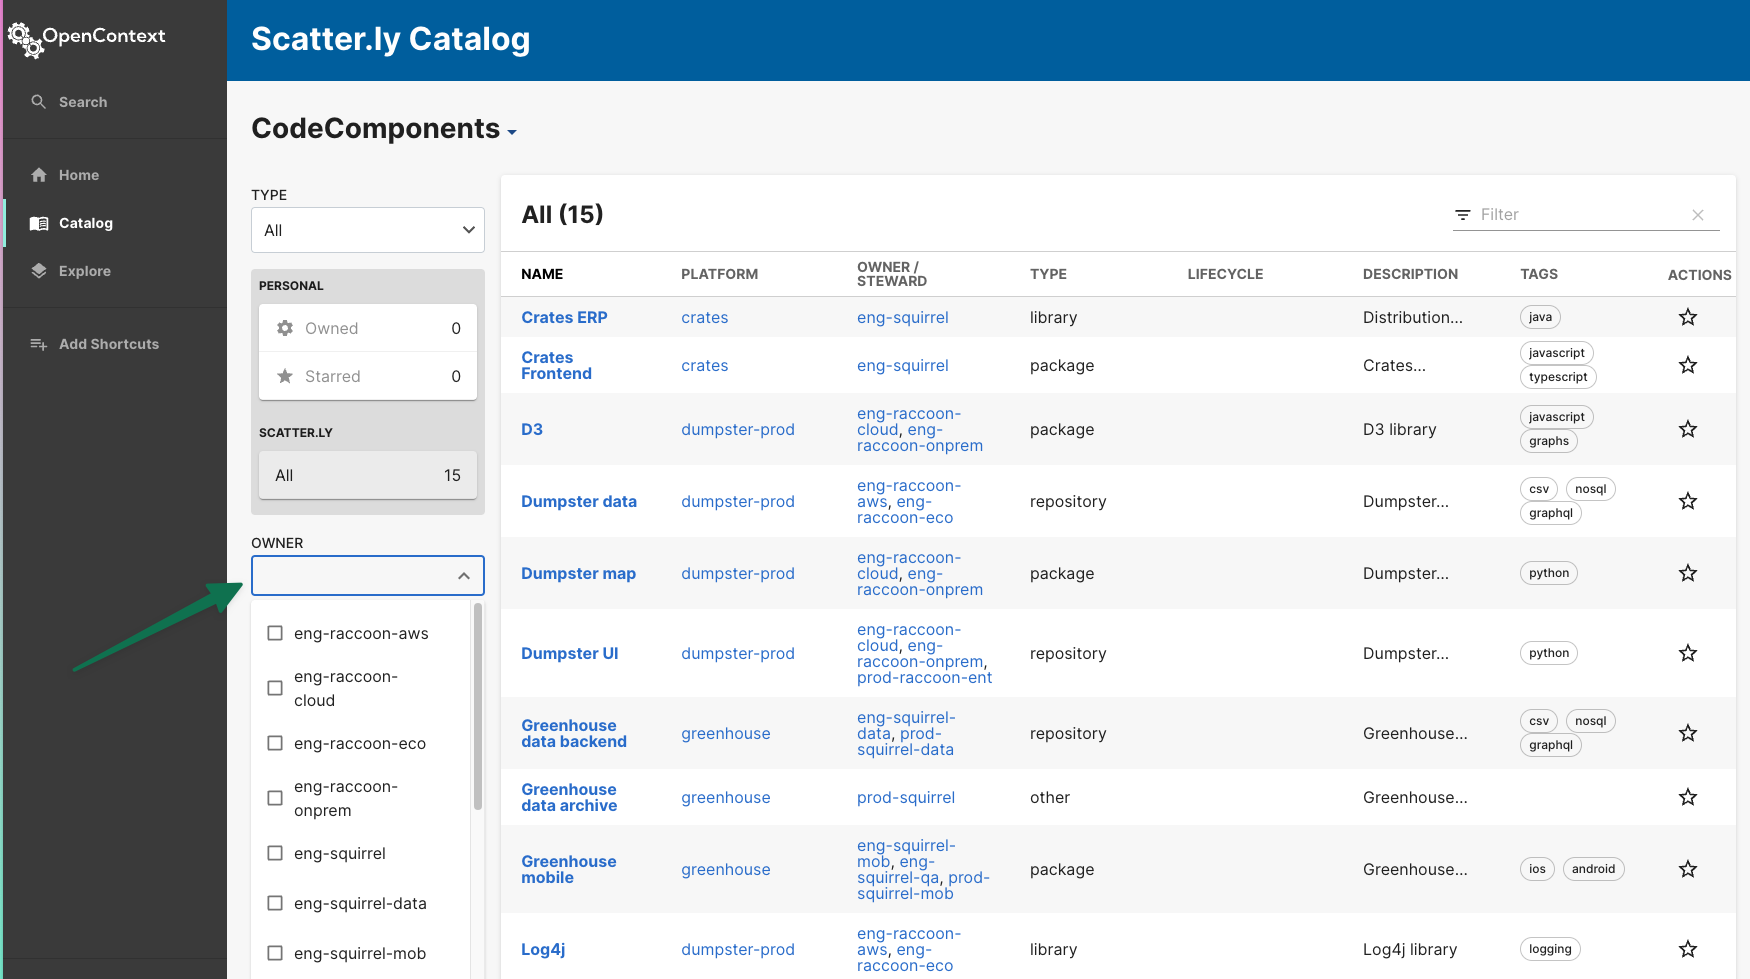 OpenContext
Search
Home
Catalog
Explore
Add Shortcuts
Scatter.ly Catalog
CodeComponents
TYPE
All
PERSONAL
Owned 0
Starred 0
SCATTER.LY
All 15
OWNER
eng-raccoon-aws
eng-raccoon-
cloud
eng-raccoon-eco
eng-raccoon-
onprem
eng-squirrel
eng-squirrel-data
eng-squirrel-mob
All (15)
Filter
NAME PLATFORM OWNER / STEWARD TYPE LIFECYCLE DESCRIPTION TAGS ACTIONS
Crates ERP crates eng-squirrel library Distribution... java
Crates
Frontend
crates eng-squirrel package Crates...
javascript
typescript
D3 dumpster-prod
eng-raccoon-
cloud, eng-
raccoon-onprem
package D3 library
javascript
graphs
Dumpster data dumpster-prod
eng-raccoon-
aws, eng-
raccoon-eco
repository Dumpster...
csv nosql
graphql
Dumpster map dumpster-prod
eng-raccoon-
cloud, eng-
raccoon-onprem
package Dumpster... python
Dumpster UI dumpster-prod
eng-raccoon-
cloud, eng-
raccoon-onprem,
prod-raccoon-ent
repository Dumpster... python
Greenhouse
data backend
greenhouse
eng-squirrel-
data, prod-
squirrel-data
repository Greenhouse...
csv nosql
graphql
Greenhouse
data archive
greenhouse prod-squirrel other Greenhouse...
Greenhouse
mobile
greenhouse
eng-squirrel-
mob, eng-
squirrel-qa, prod-
squirrel-mob
package Greenhouse... ios android
Log4j dumpster-prod
eng-raccoon-
aws, eng-
raccoon-eco
library Log4j library logging